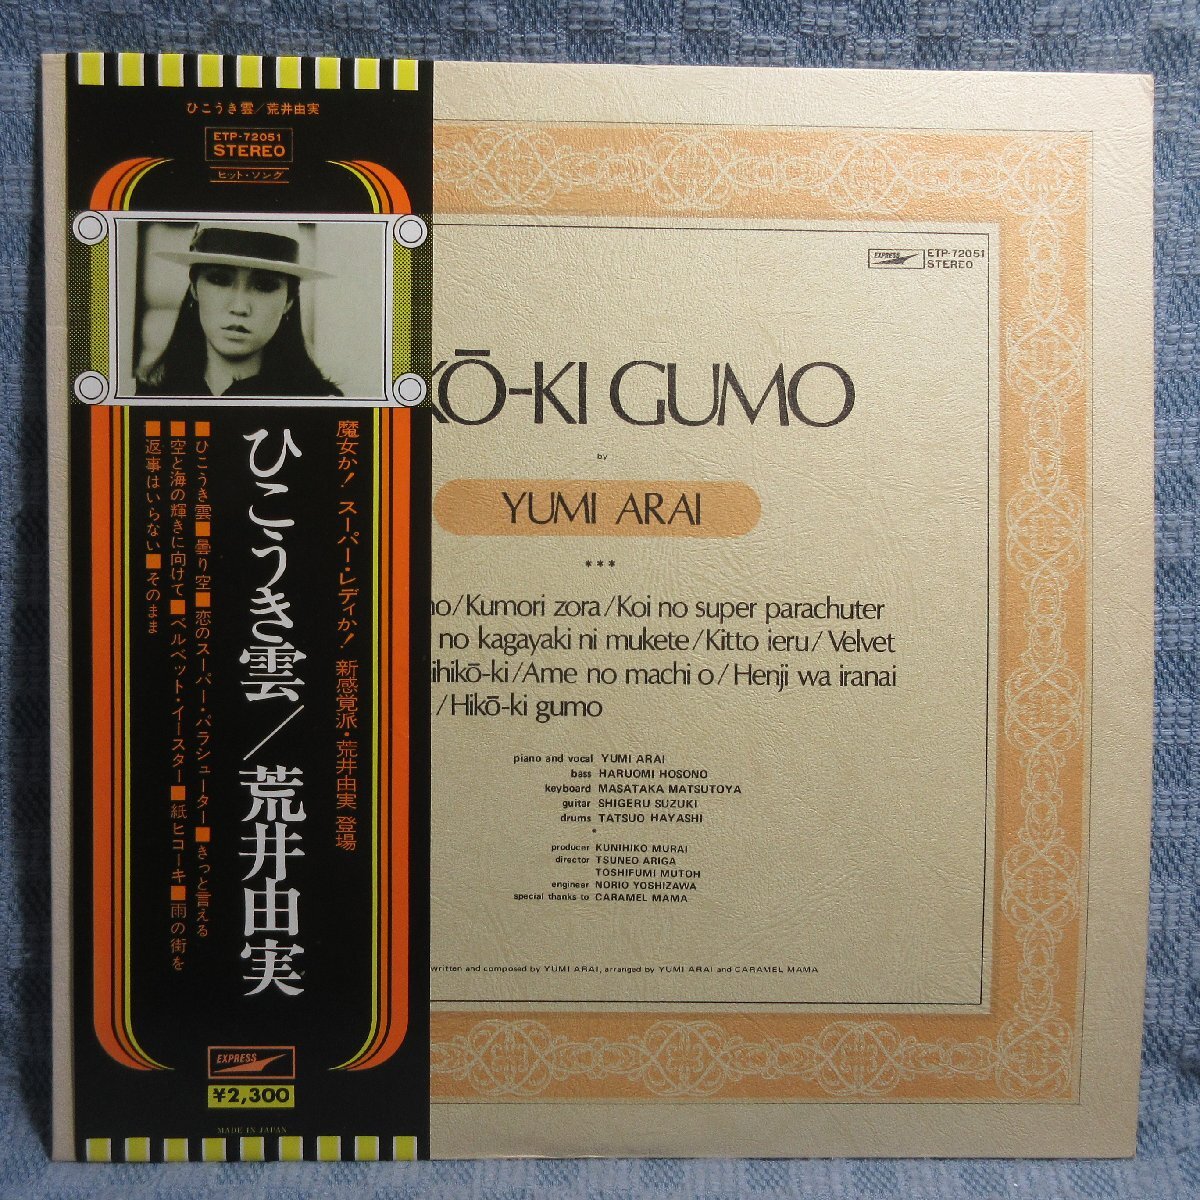 ひこうき雲／荒井由実
ETP-72051
STEREO
ヒット・ソング
魔女か！スーパー・レディか！新感覚派・荒井由実 登場
ひこうき雲／荒井由実
■ひこうき雲■曇り空■恋のスーパー・パラシューター■きっと言える
■空と海の輝きに向けて■ベルベット・イースター■紙ヒコーキ■雨の街を
■返事はいらない■そのまま
EXPRESS
¥2,300
MADE IN JAPAN
EXPRESS
ETP-72051
STEREO
KŌ-KI GUMO
by
YUMI ARAI
***
no/Kumori zora/Koi no super parachuter
no kagayaki ni mukete/Kitto ieru/Velvet
ihikō-ki/Ame no machi o/Henji wa iranai
/Hikō-ki gumo
piano and vocal YUMI ARAI
bass HARUOMI HOSONO
keyboard MASATAKA MATSUTOYA
guitar SHIGERU SUZUKI
drums TATSUO HAYASHI
*
producer KUNIHIKO MURAI
director TSUNEO ARIGA
TOSHIFUMI MUTOH
engineer NORIO YOSHIZAWA
special thanks to CARAMEL MAMA
written and composed by YUMI ARAI, arranged by YUMI ARAI and CARAMEL MAMA